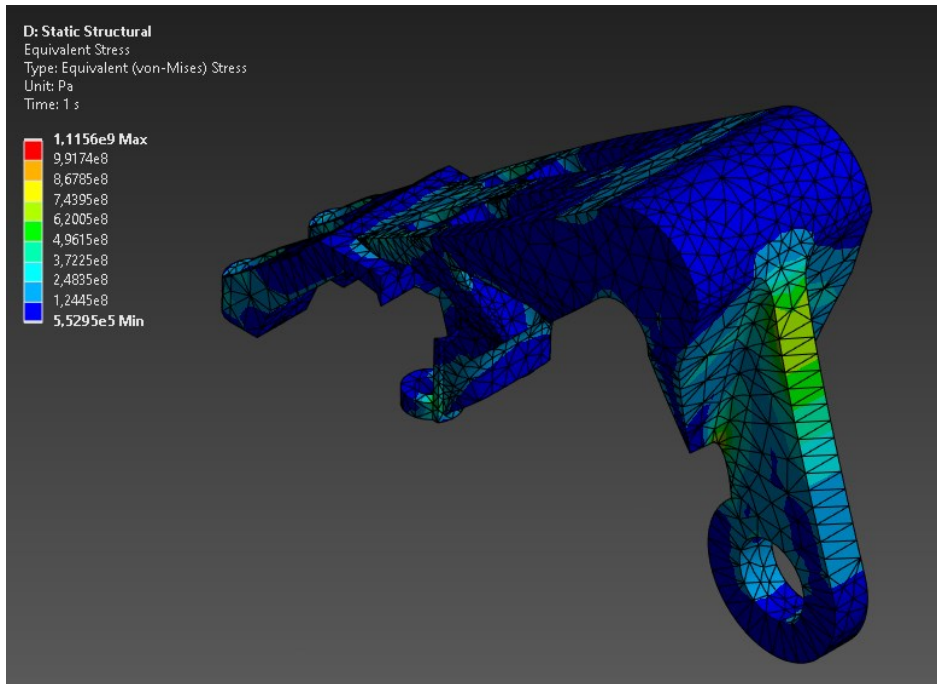 D: Static Structural
Equivalent Stress
Type: Equivalent (von-Mises) Stress
Unit: Pa
Time: 1 s
1,1156e9 Max
9,9174e8
8,6785e8
7,4395e8
6,2005e8
4,9615e8
3,7225e8
2,4835e8
1,2445e8
5,5295e5 Min